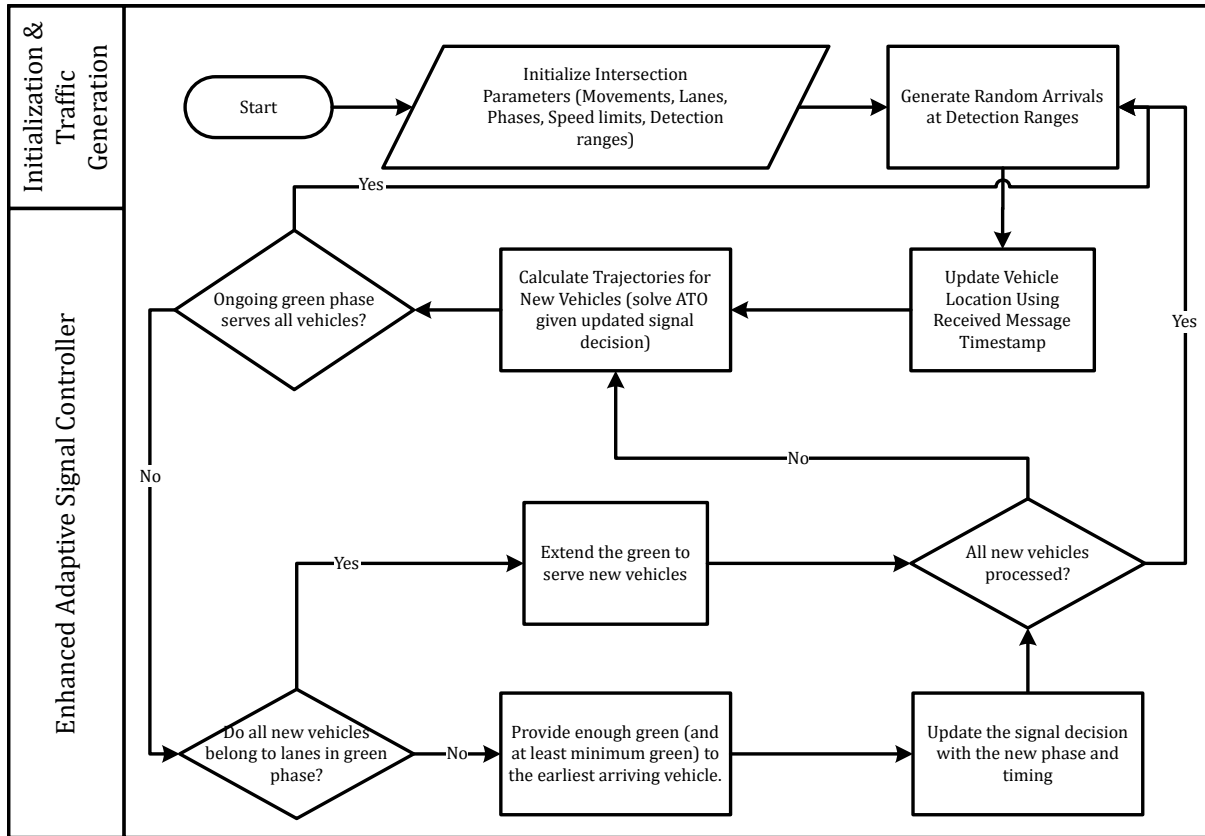 Initialization &
Traffic
Generation
Start
Initialize Intersection
Parameters (Movements, Lanes,
Phases, Speed limits, Detection
ranges)
Generate Random Arrivals
at Detection Ranges
Yes
Enhanced Adaptive Signal Controller
Ongoing green phase
serves all vehicles?
Calculate Trajectories for
New Vehicles (solve ATO
given updated signal
decision)
Update Vehicle
Location Using
Received Message
Timestamp
Yes
No
No
Yes
Extend the green to
serve new vehicles
All new vehicles
processed?
Do all new vehicles
belong to lanes in green
phase?
No
Provide enough green (and
at least minimum green) to
the earliest arriving vehicle.
Update the signal decision
with the new phase and
timing